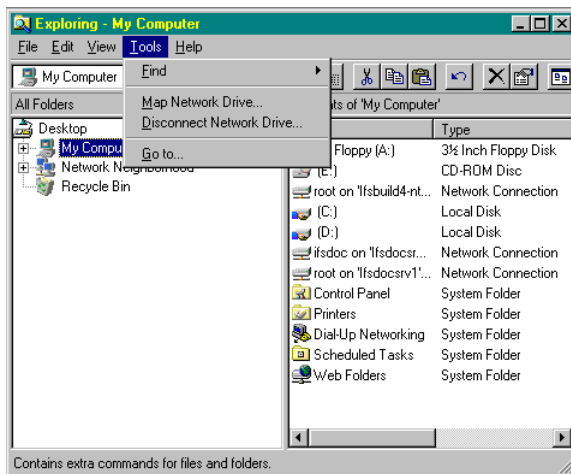 Exploring - My Computer
File Edit View Tools Help
My Computer
Find
Map Network Drive...
Disconnect Network Drive...
Go to...
All Folders
ts of 'My Computer'
Desktop
My Compu
Network Neighborhood
Recycle Bin
Type
Floppy (A:) 3½ Inch Floppy Disk
(E:) CD-ROM Disc
root on 'lfsbuild4-nt... Network Connection
(C:) Local Disk
(D:) Local Disk
ifsdoc on 'lfsdocsr... Network Connection
root on 'lfsdocsrv1'... Network Connection
Control Panel System Folder
Printers System Folder
Dial-Up Networking System Folder
Scheduled Tasks System Folder
Web Folders System Folder
Contains extra commands for files and folders.